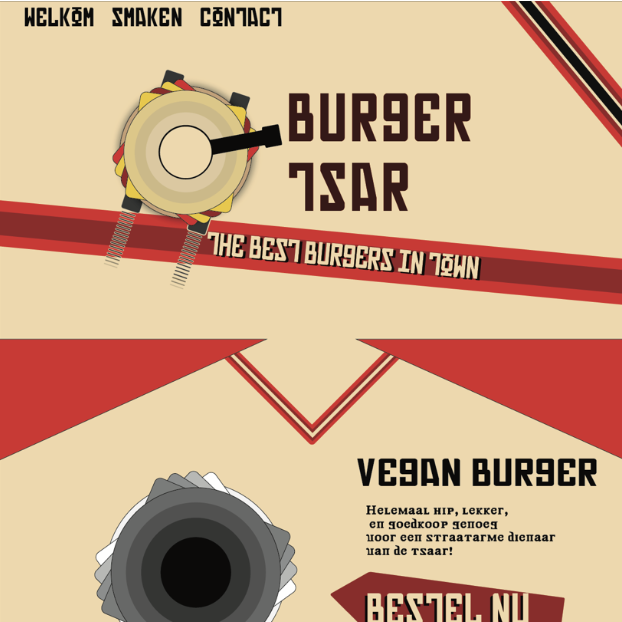 WELKOM SMAKEN CONTACT
BURGER
TSAR
THE BEST BURGERS IN TOWN
VEGAN BURGER
Helemaal hip, lekker,
en goedkoop genoeg
voor een straatarme dienaar
van de tsaar!
BESTEL NU